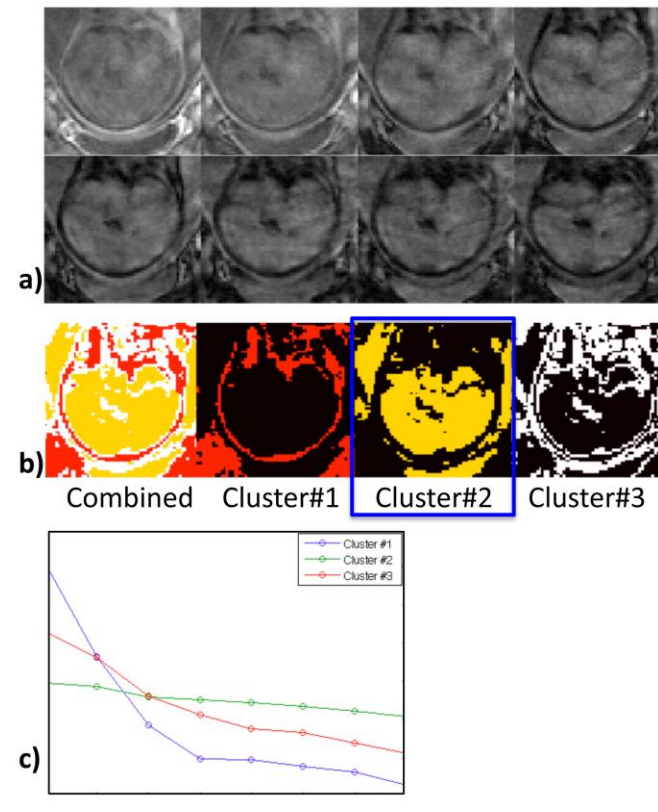 a)
b)
Combined Cluster#1 Cluster#2 Cluster#3
Cluster #1
Cluster #2
Cluster #3
c)